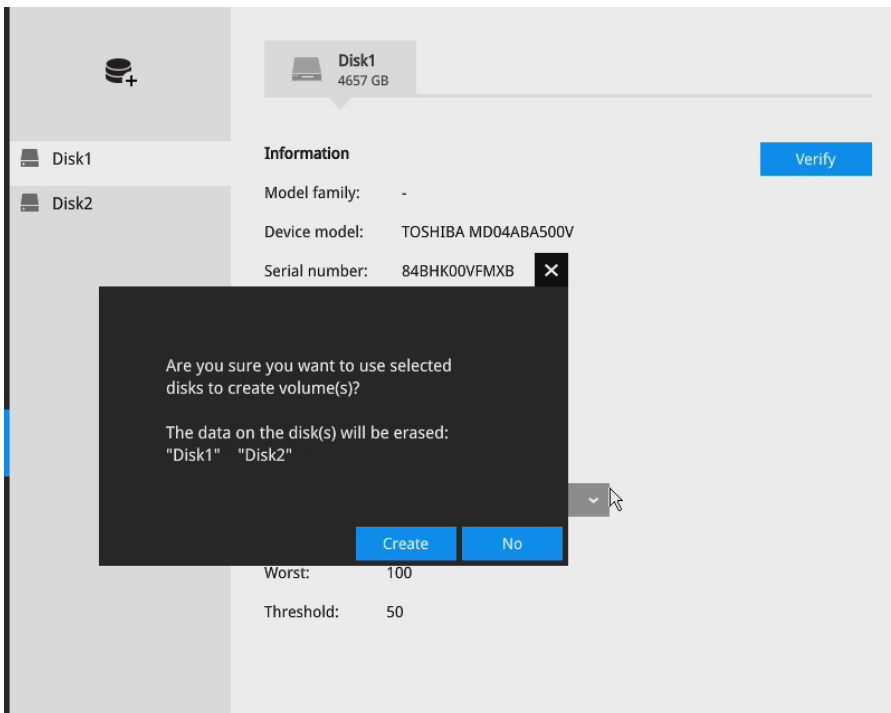 Disk1
4657 GB
Disk1
Disk2
Information
Verify
Model family: -
Device model: TOSHIBA MD04ABA500V
Serial number: 84BHK00VFMXB
Are you sure you want to use selected
disks to create volume(s)?
The data on the disk(s) will be erased:
"Disk1" "Disk2"
Create No
Worst: 100
Threshold: 50